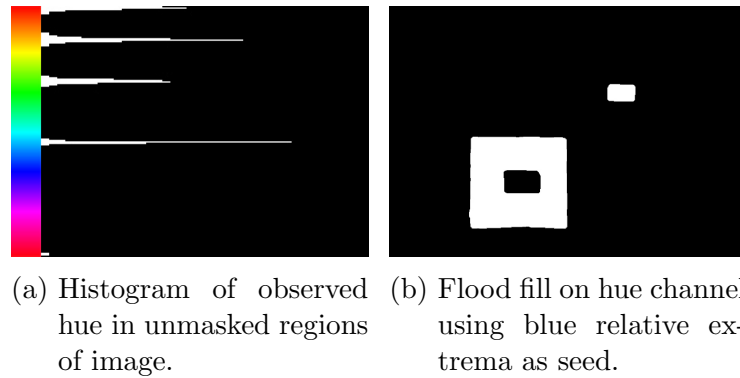 (a) Histogram of observed
hue in unmasked regions
of image.
(b) Flood fill on hue channel
using blue relative ex-
trema as seed.